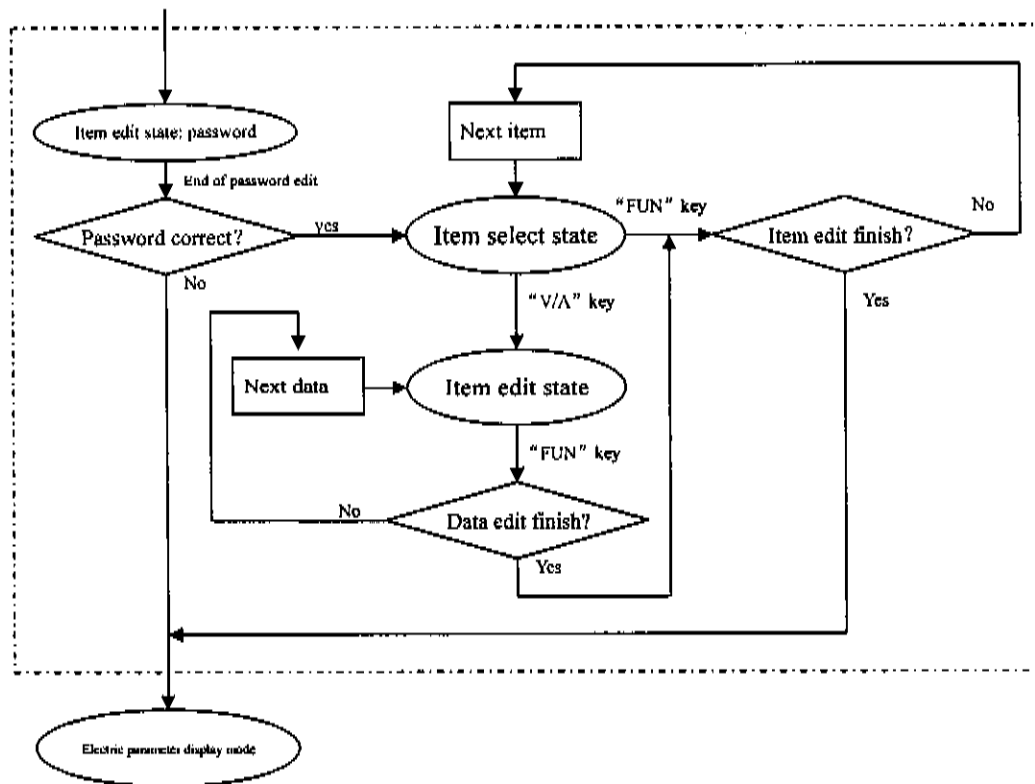 Item edit state: password
End of password edit
Password correct?
yes
No
Next item
Item select state
"FUN" key
Item edit finish?
No
Yes
"V/Λ" key
Next data
Item edit state
"FUN" key
No
Data edit finish?
Yes
Electric parameter display mode